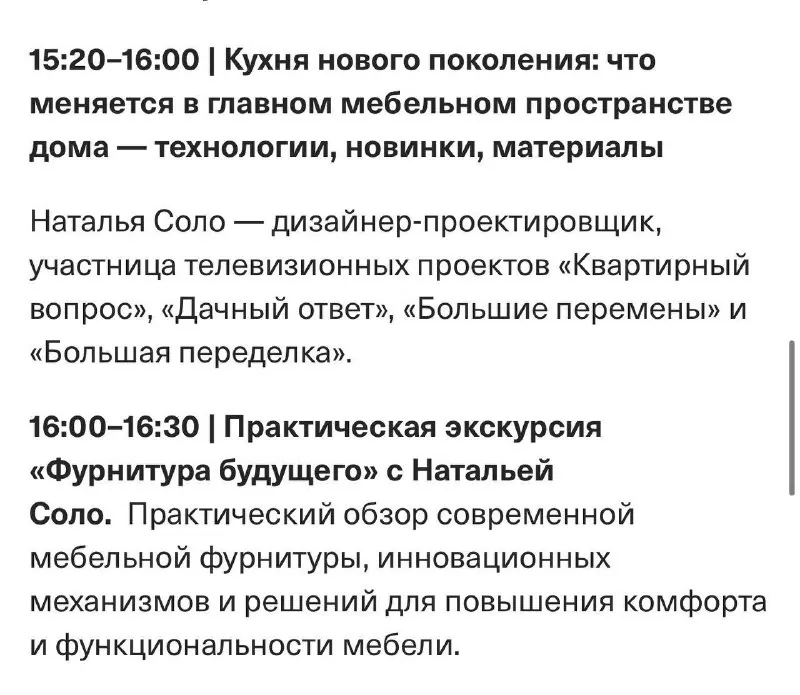 15:20–16:00 | Кухня нового поколения: что
меняется в главном мебельном пространстве
дома — технологии, новинки, материалы
Наталья Соло — дизайнер-проектировщик,
участница телевизионных проектов «Квартирный
вопрос», «Дачный ответ», «Большие перемены» и
«Большая переделка».
16:00–16:30 | Практическая экскурсия
«Фурнитура будущего» с Натальей
Соло. Практический обзор современной
мебельной фурнитуры, инновационных
механизмов и решений для повышения комфорта
и функциональности мебели.